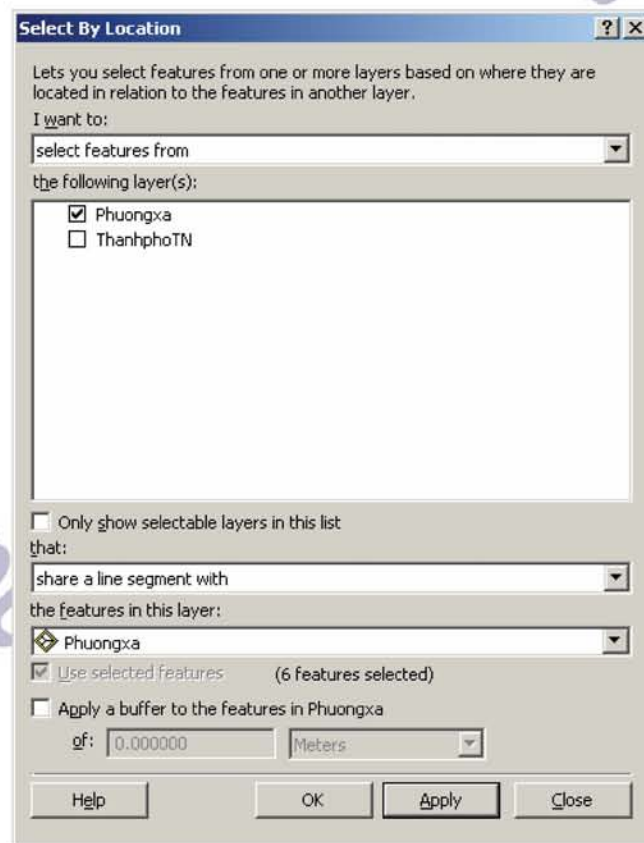 Select By Location
Lets you select features from one or more layers based on where they are
located in relation to the features in another layer.
I want to:
select features from
the following layer(s):
Phuongxa
ThanhphoTN
Only show selectable layers in this list
that:
share a line segment with
the features in this layer:
Phuongxa
Use selected features (6 features selected)
Apply a buffer to the features in Phuongxa
of: 0.000000 Meters
Help OK Apply Close